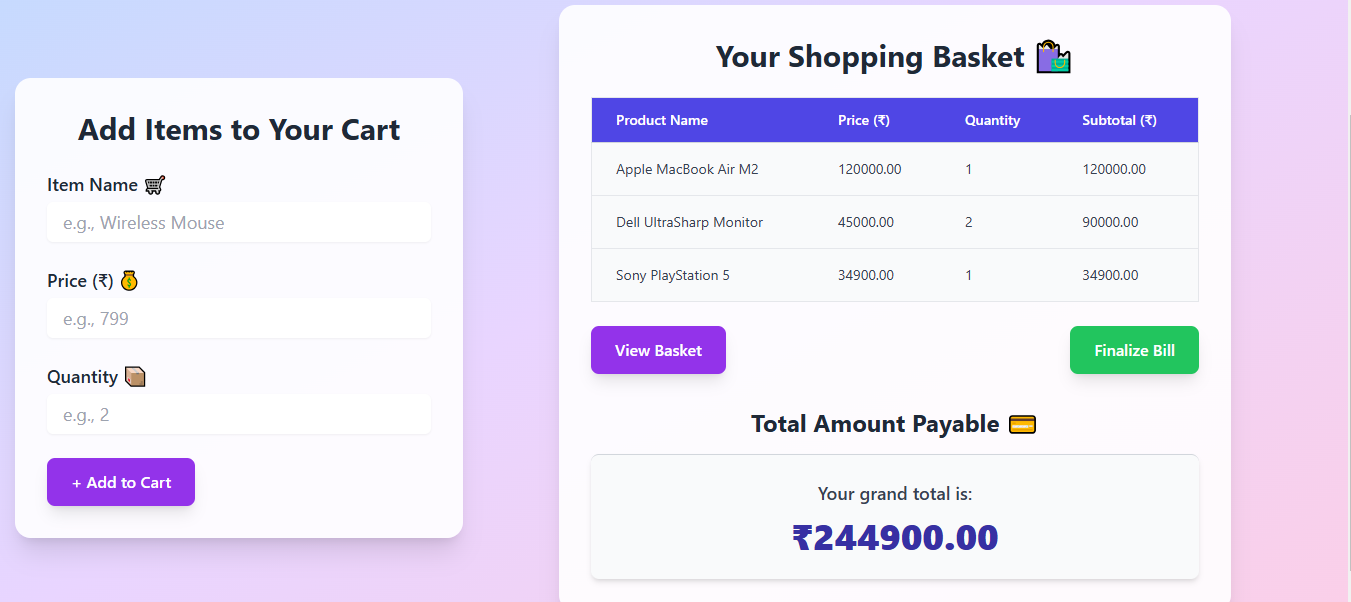 Add Items to Your Cart
Item Name 🛒
e.g., Wireless Mouse
Price (₹) 💰
e.g., 799
Quantity 📦
e.g., 2
+ Add to Cart
Your Shopping Basket 🛍️
Product Name Price (₹) Quantity Subtotal (₹)
Apple MacBook Air M2 120000.00 1 120000.00
Dell UltraSharp Monitor 45000.00 2 90000.00
Sony PlayStation 5 34900.00 1 34900.00
View Basket Finalize Bill
Total Amount Payable 💳
Your grand total is:
₹244900.00